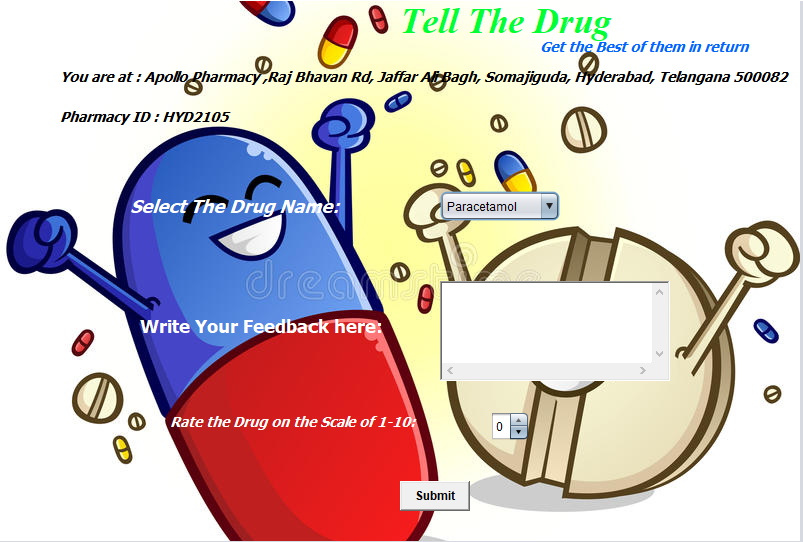 Tell The Drug
Get the Best of them in return
You are at : Apollo Pharmacy ,Raj Bhavan Rd, Jaffar Ali Bagh, Somajiguda, Hyderabad, Telangana 500082
Pharmacy ID : HYD2105
Select The Drug Name:
Paracetamol
dreamstime
Write Your Feedback here:
Rate the Drug on the Scale of 1-10:
0
Submit